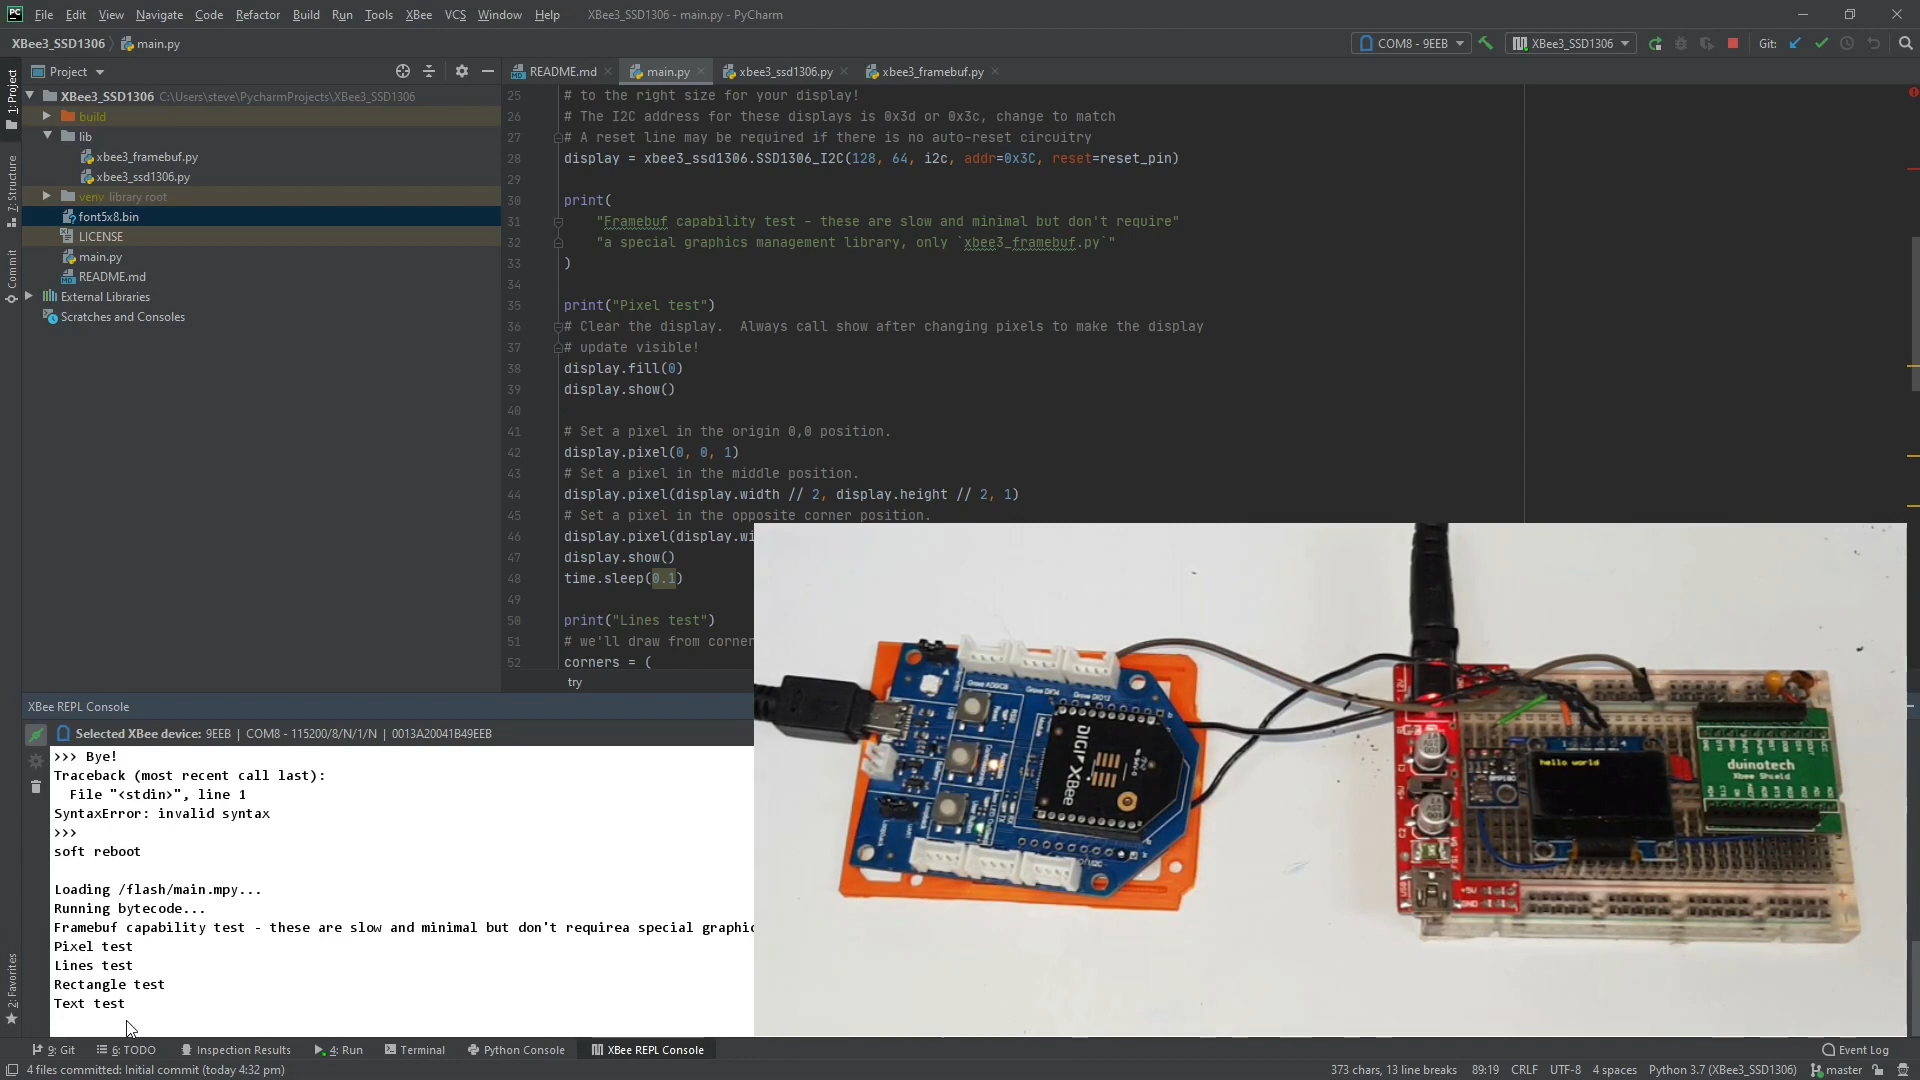 PC File Edit View Navigate Code Refactor Build Run Tools XBee VCS Window Help XBee3_SSD1306 - main.py - PyCharm
XBee3_SSD1306 main.py COM8 - 9EEB XBee3_SSD1306 Git:
Project README.md main.py xbee3_ssd1306.py xbee3_framebuf.py
1: Project
7: Structure
Commit
2: Favorites
XBee3_SSD1306 C:\Users\steve\PycharmProjects\XBee3_SSD1306
build
lib
xbee3_framebuf.py
xbee3_ssd1306.py
venv library root
font5x8.bin
LICENSE
main.py
README.md
External Libraries
Scratches and Consoles
25 # to the right size for your display!
26 # The I2C address for these displays is 0x3d or 0x3c, change to match
27 # A reset line may be required if there is no auto-reset circuitry
28 display = xbee3_ssd1306.SSD1306_I2C(128, 64, i2c, addr=0x3C, reset=reset_pin)
29
30 print(
31 "Framebuf capability test - these are slow and minimal but don't require"
32 "a special graphics management library, only `xbee3_framebuf.py`"
33 )
34
35 print("Pixel test")
36 # Clear the display.  Always call show after changing pixels to make the display
37 # update visible!
38 display.fill(0)
39 display.show()
40
41 # Set a pixel in the origin 0,0 position.
42 display.pixel(0, 0, 1)
43 # Set a pixel in the middle position.
44 display.pixel(display.width // 2, display.height // 2, 1)
45 # Set a pixel in the opposite corner position.
46 display.pixel(display.wi
47 display.show()
48 time.sleep(0.1)
49
50 print("Lines test")
51 # we'll draw from corner
52 corners = (
try
XBee REPL Console
Selected XBee device: 9EEB | COM8 - 115200/8/N/1/N | 0013A20041B49EEB
>>> Bye!
Traceback (most recent call last):
File "<stdin>", line 1
SyntaxError: invalid syntax
>>>
soft reboot
Loading /flash/main.mpy...
Running bytecode...
Framebuf capability test - these are slow and minimal but don't requirea special graphic
Pixel test
Lines test
Rectangle test
Text test
DIGI XBee
hello world
duinotech
Xbee Shield
+5V
GND
9: Git 6: TODO Inspection Results 4: Run Terminal Python Console XBee REPL Console Event Log
4 files committed: Initial commit (today 4:32 pm) 373 chars, 13 line breaks 89:19 CRLF UTF-8 4 spaces Python 3.7 (XBee3_SSD1306) master